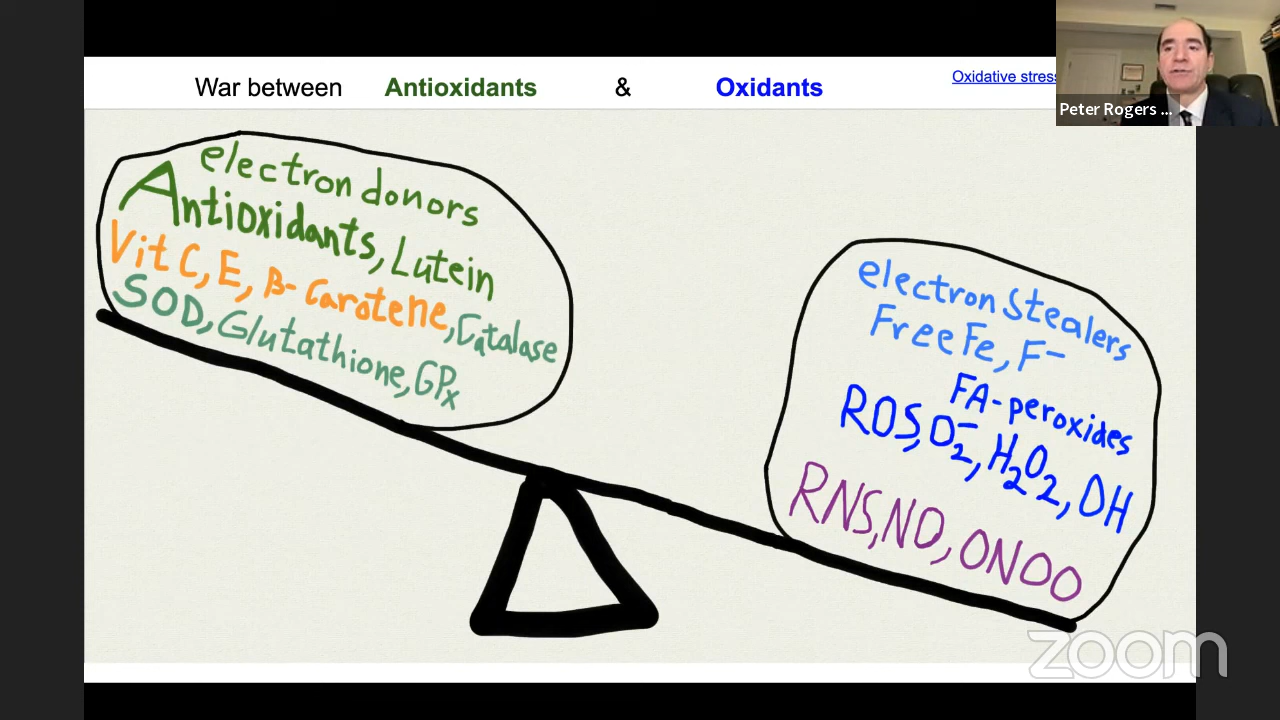 War between Antioxidants & Oxidants
Oxidative stress
Peter Rogers ...
electron donors
Antioxidants, Lutein
Vit C, E, B-Carotene, Catalase
SOD, Glutathione, GPx
electron Stealers
Free Fe, F⁻
FA-peroxides
ROS, O₂⁻, H₂O₂, OH
RNS, NO, ONOO
zoom